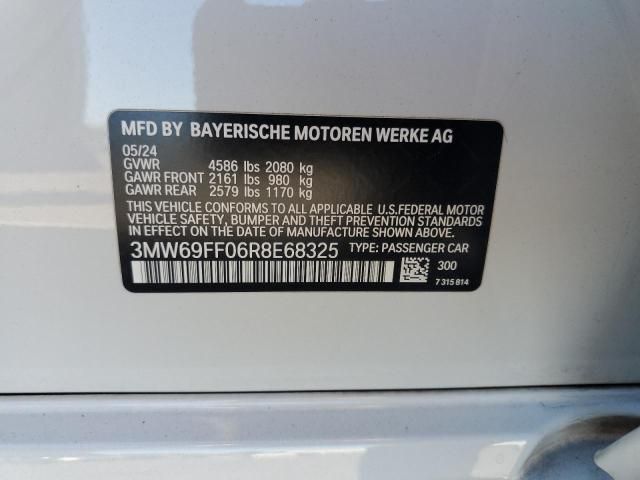 MFD BY BAYERISCHE MOTOREN WERKE AG
05/24
GVWR 4586 lbs 2080 kg
GAWR FRONT 2161 lbs 980 kg
GAWR REAR 2579 lbs 1170 kg
THIS VEHICLE CONFORMS TO ALL APPLICABLE U.S.FEDERAL MOTOR
VEHICLE SAFETY, BUMPER, AND THEFT PREVENTION STANDARDS
IN EFFECT ON THE DATE OF MANUFACTURE SHOWN ABOVE.
3MW69FF06R8E68325 TYPE: PASSENGER CAR
300
7 315 814